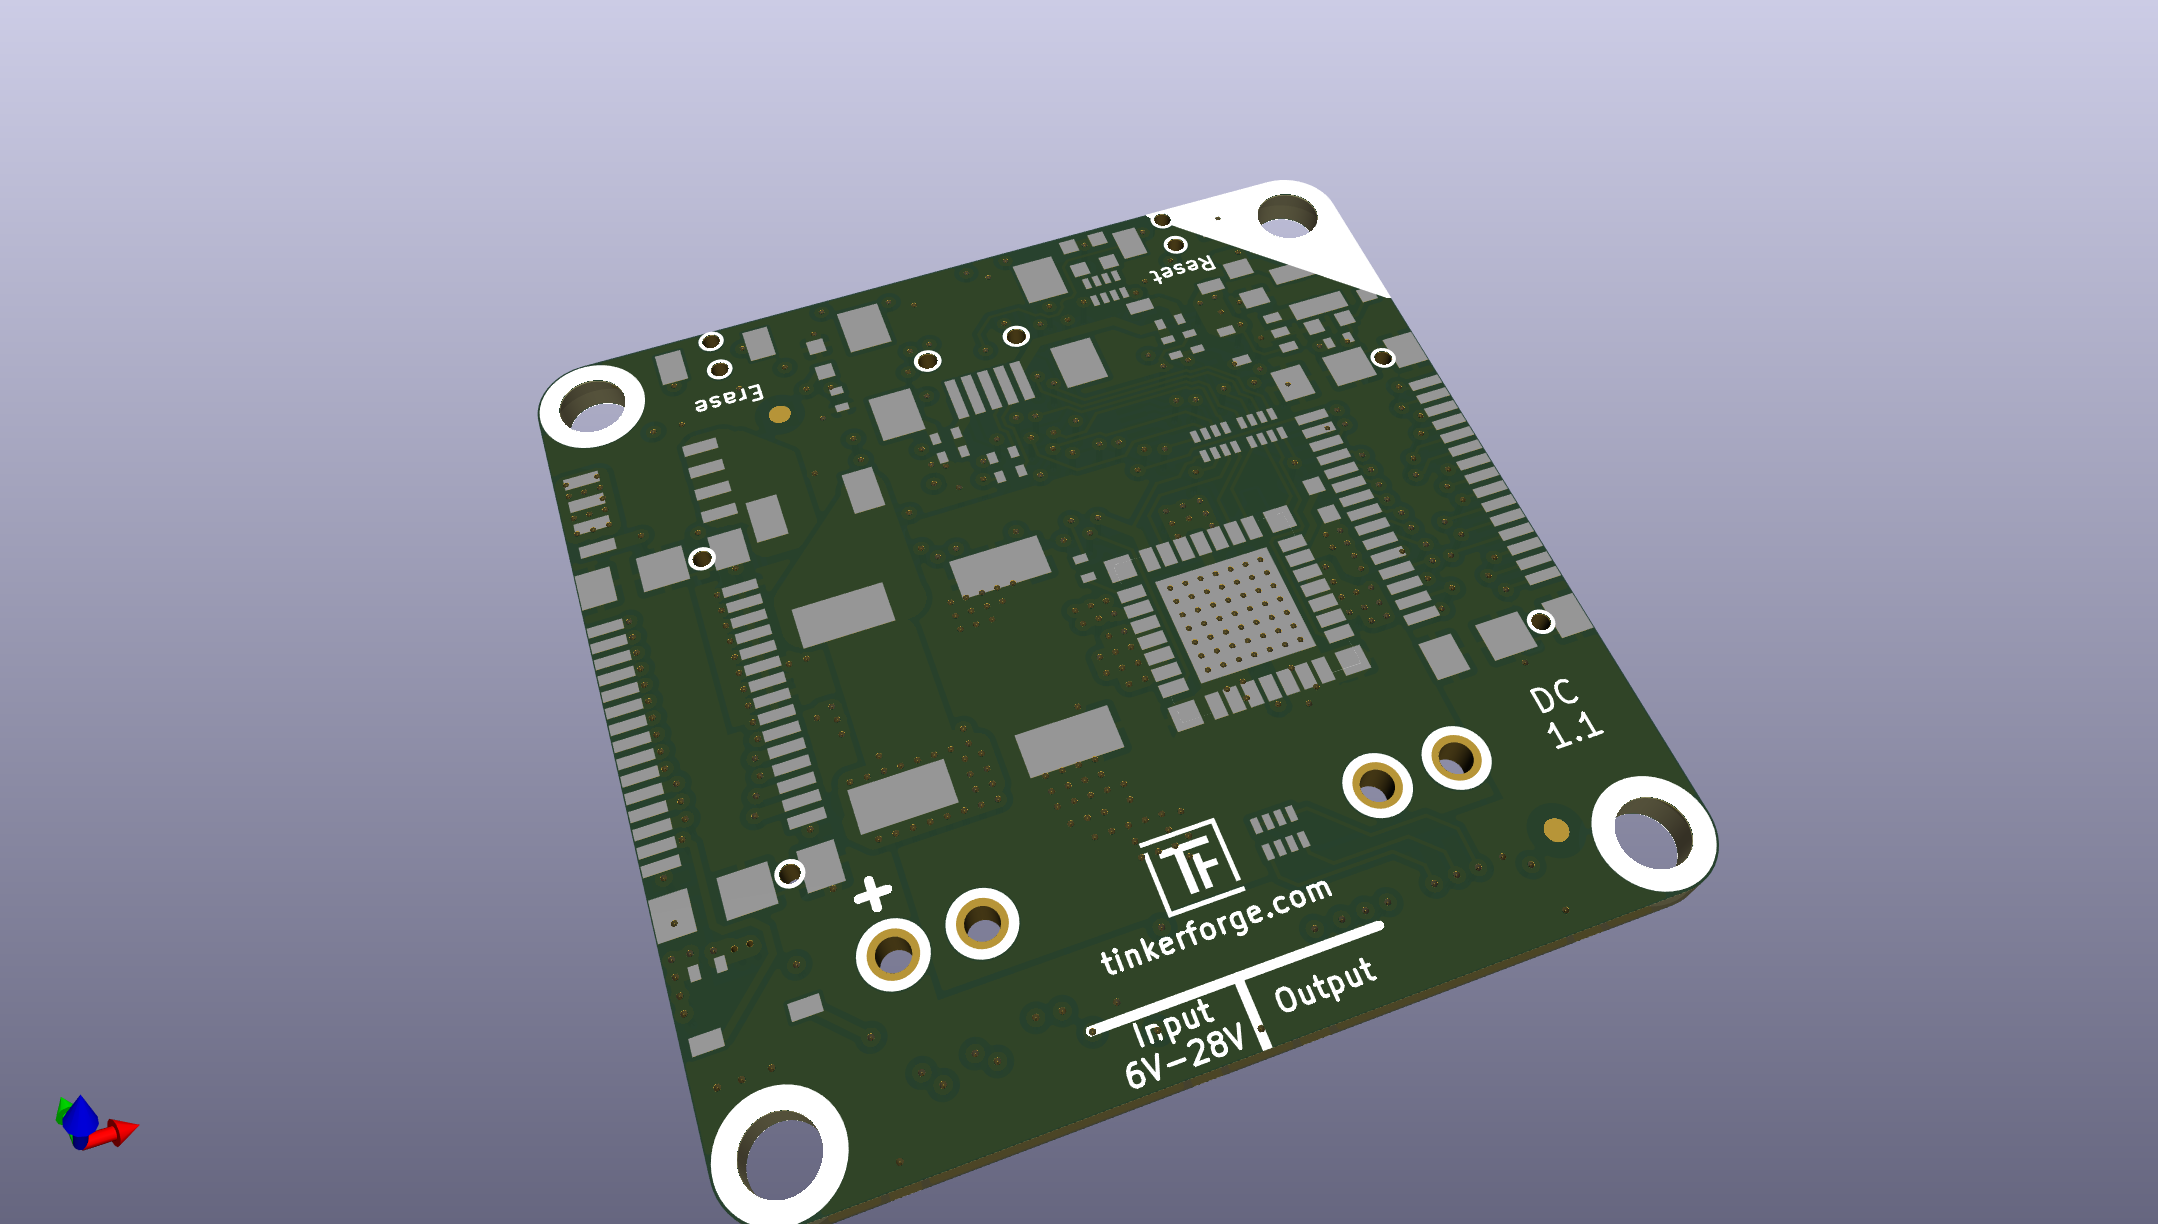 Reset
Erase
DC
1.1
+
TF
tinkerforge.com
Input
Output
6V-28V